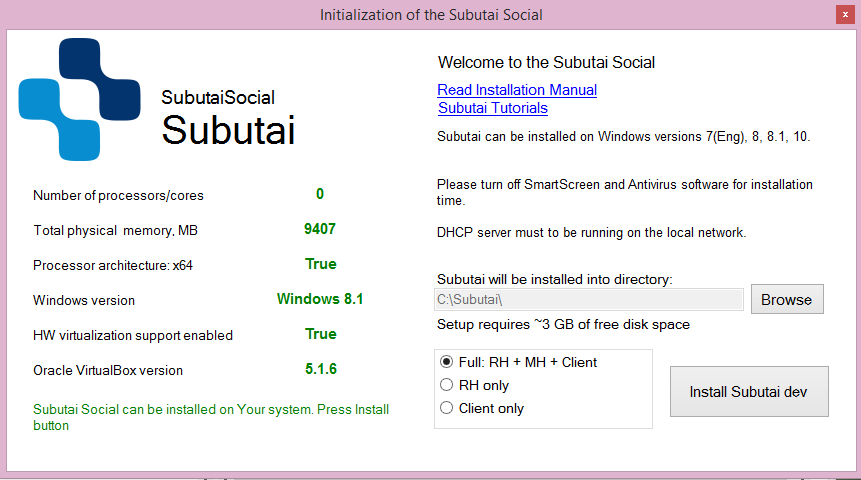 Initialization of the Subutai Social
x
SubutaiSocial
Subutai
Number of processors/cores 0
Total physical  memory, MB 9407
Processor architecture: x64 True
Windows version Windows 8.1
HW virtualization support enabled True
Oracle VirtualBox version 5.1.6
Subutai Social can be installed on Your system. Press Install
button
Welcome to the Subutai Social
Read Installation Manual
Subutai Tutorials
Subutai can be installed on Windows versions 7(Eng), 8, 8.1, 10.
Please turn off SmartScreen and Antivirus software for installation
time.
DHCP server must to be running on the local network.
Subutai will be installed into directory:
C:\Subutai\ Browse
Setup requires ~3 GB of free disk space
Full: RH + MH + Client
RH only
Client only
Install Subutai dev